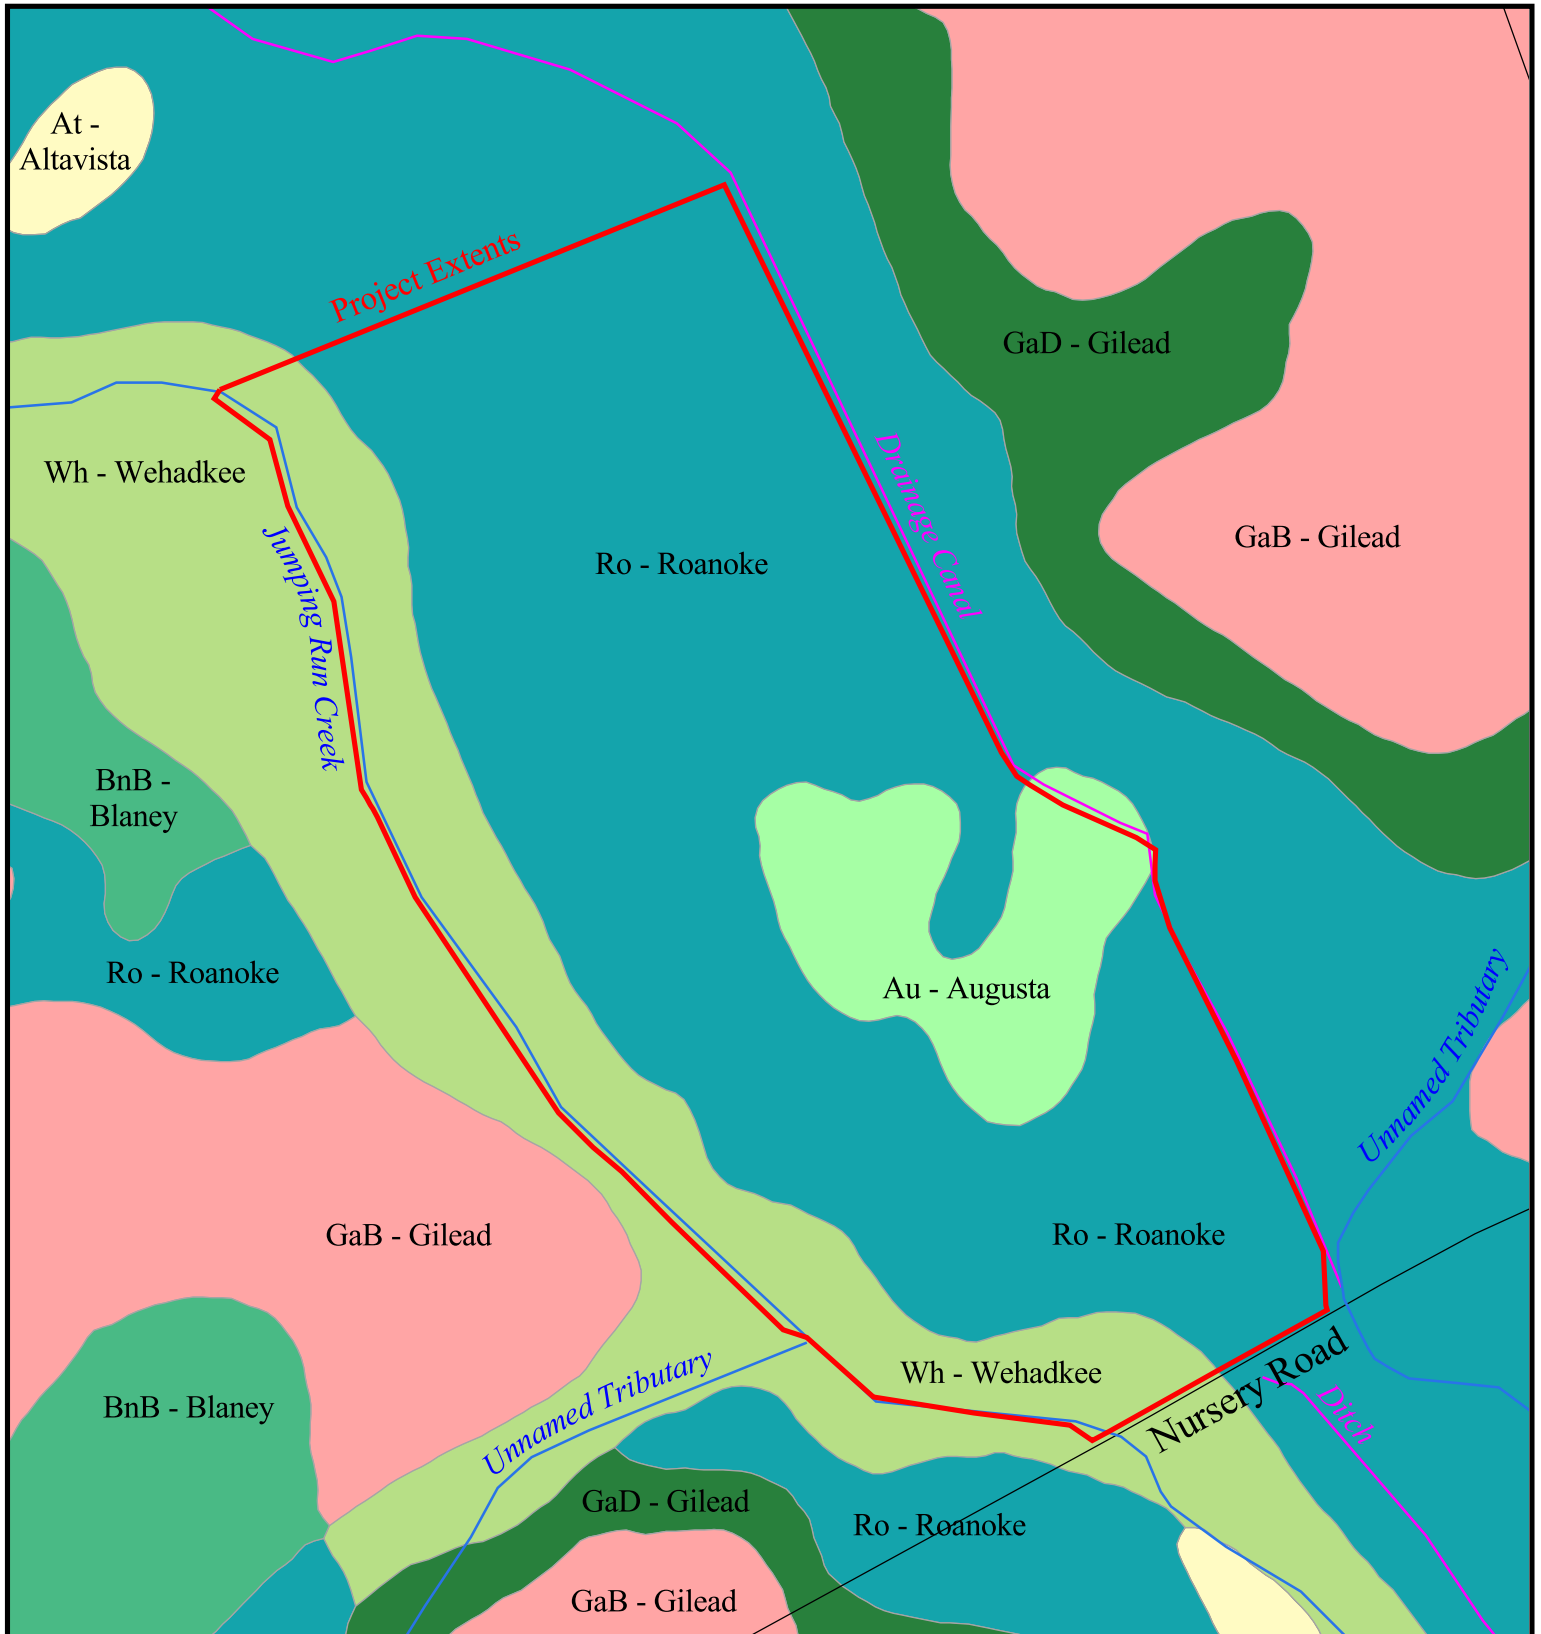 At -
Altavista
Project Extents
GaD - Gilead
Wh - Wehadkee
Drainage Canal
GaB - Gilead
Ro - Roanoke
Jumping Run Creek
BnB -
Blaney
Ro - Roanoke
Au - Augusta
Unnamed Tributary
GaB - Gilead
Ro - Roanoke
Wh - Wehadkee
Nursery Road
BnB - Blaney
Unnamed Tributary
Ditch
GaD - Gilead
Ro - Roanoke
GaB - Gilead